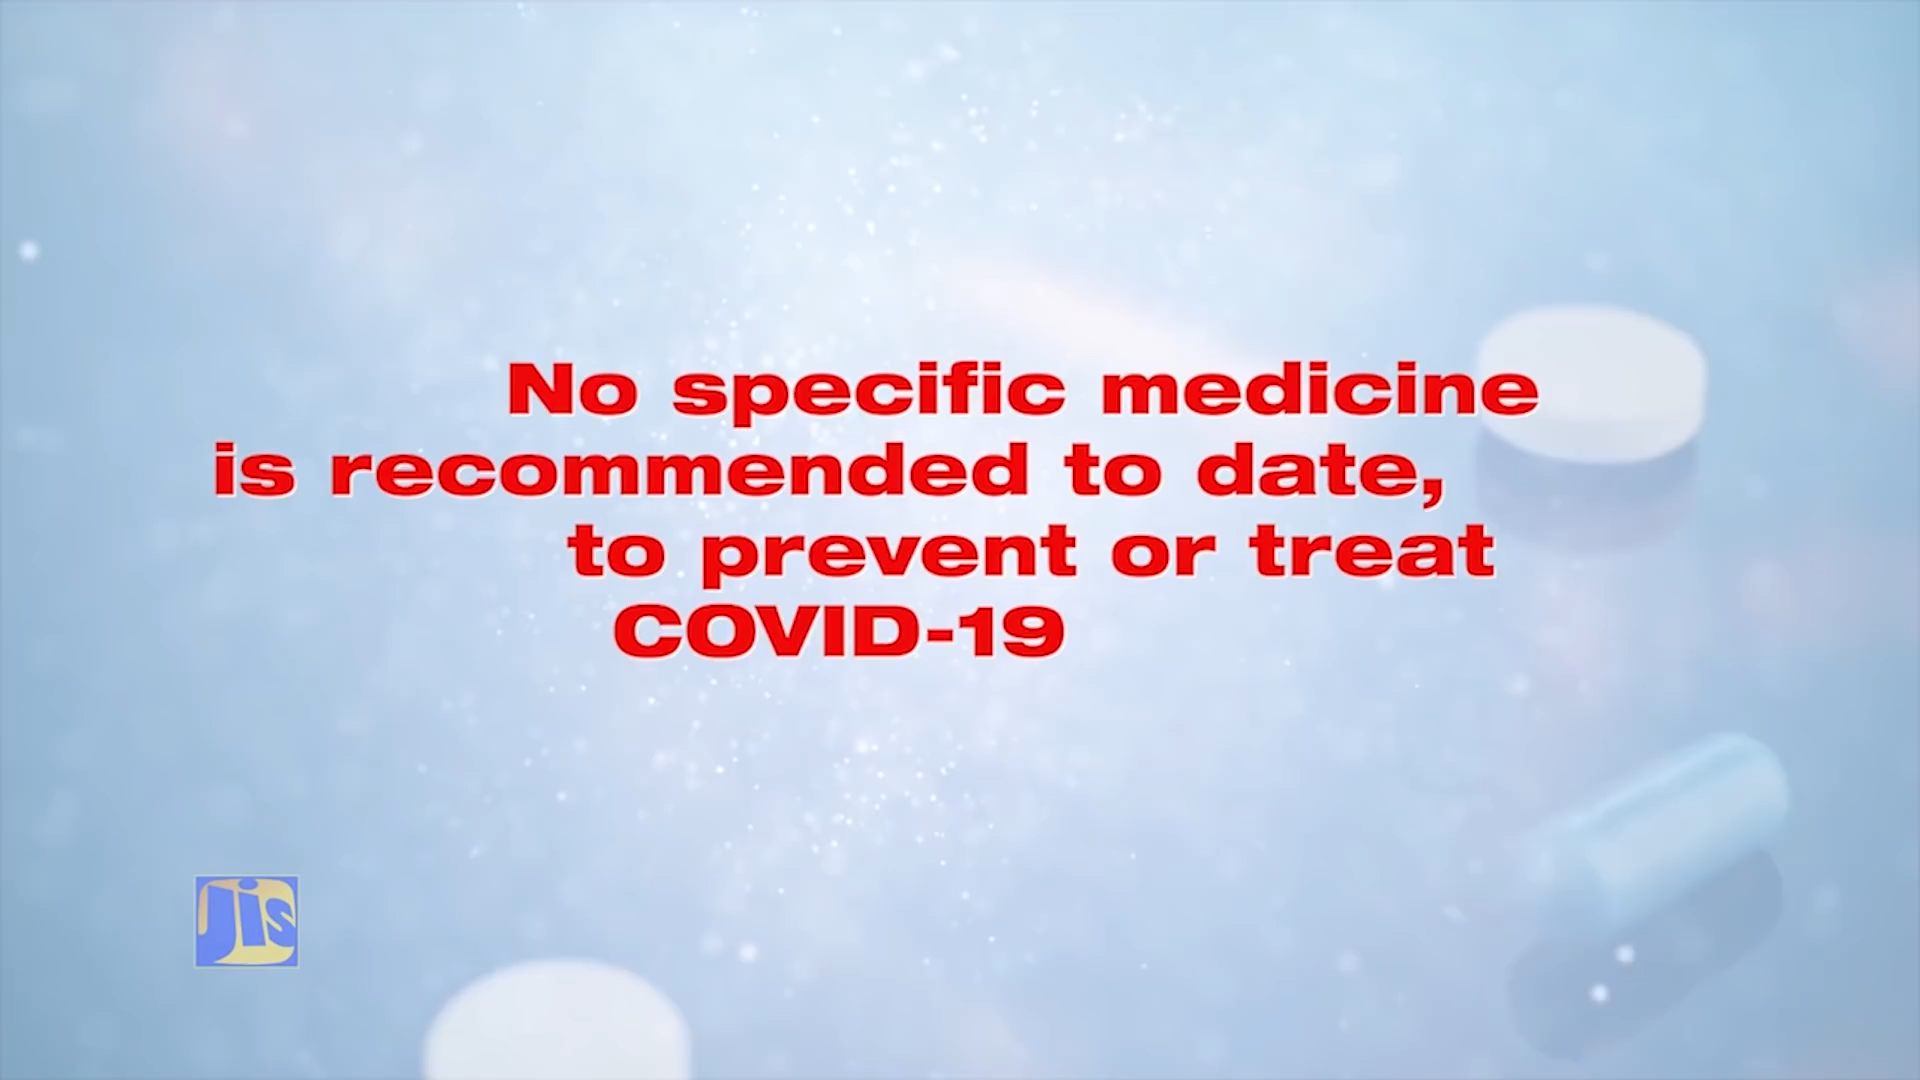 No specific medicine
is recommended to date,
to prevent or treat
COVID-19
jis